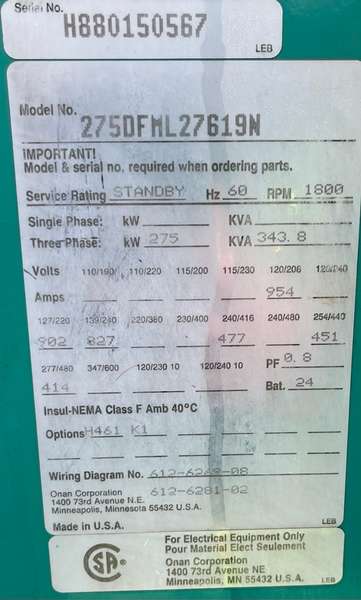 Serial No.
H880150567
LEB
Model No.
275DFML27619N
IMPORTANT!
Model & serial no. required when ordering parts.
Service Rating STANDBY Hz 60 RPM 1800
Single Phase: kW KVA
Three Phase: kW 275 KVA 343.8
Volts 110/190 110/220 115/200 115/230 120/208 120/240
Amps 954
127/220 139/240 220/380 230/400 240/416 240/480 254/440
902 827 477 451
277/480 347/600 120/230 10 120/240 10 PF 0.8
414 Bat. 24
Insul-NEMA Class F Amb 40°C
Options H461 K1
Wiring Diagram No. 612-6269-08
Onan Corporation 612-6281-02
1400 73rd Avenue N.E.
Minneapolis, Minnesota 55432 U.S.A.
Made in U.S.A. LEB
For Electrical Equipment Only
Pour Material Elect Seulement
Onan Corporation
1400 73rd Avenue NE
Minneapolis, MN 55432 U.S.A. LEB